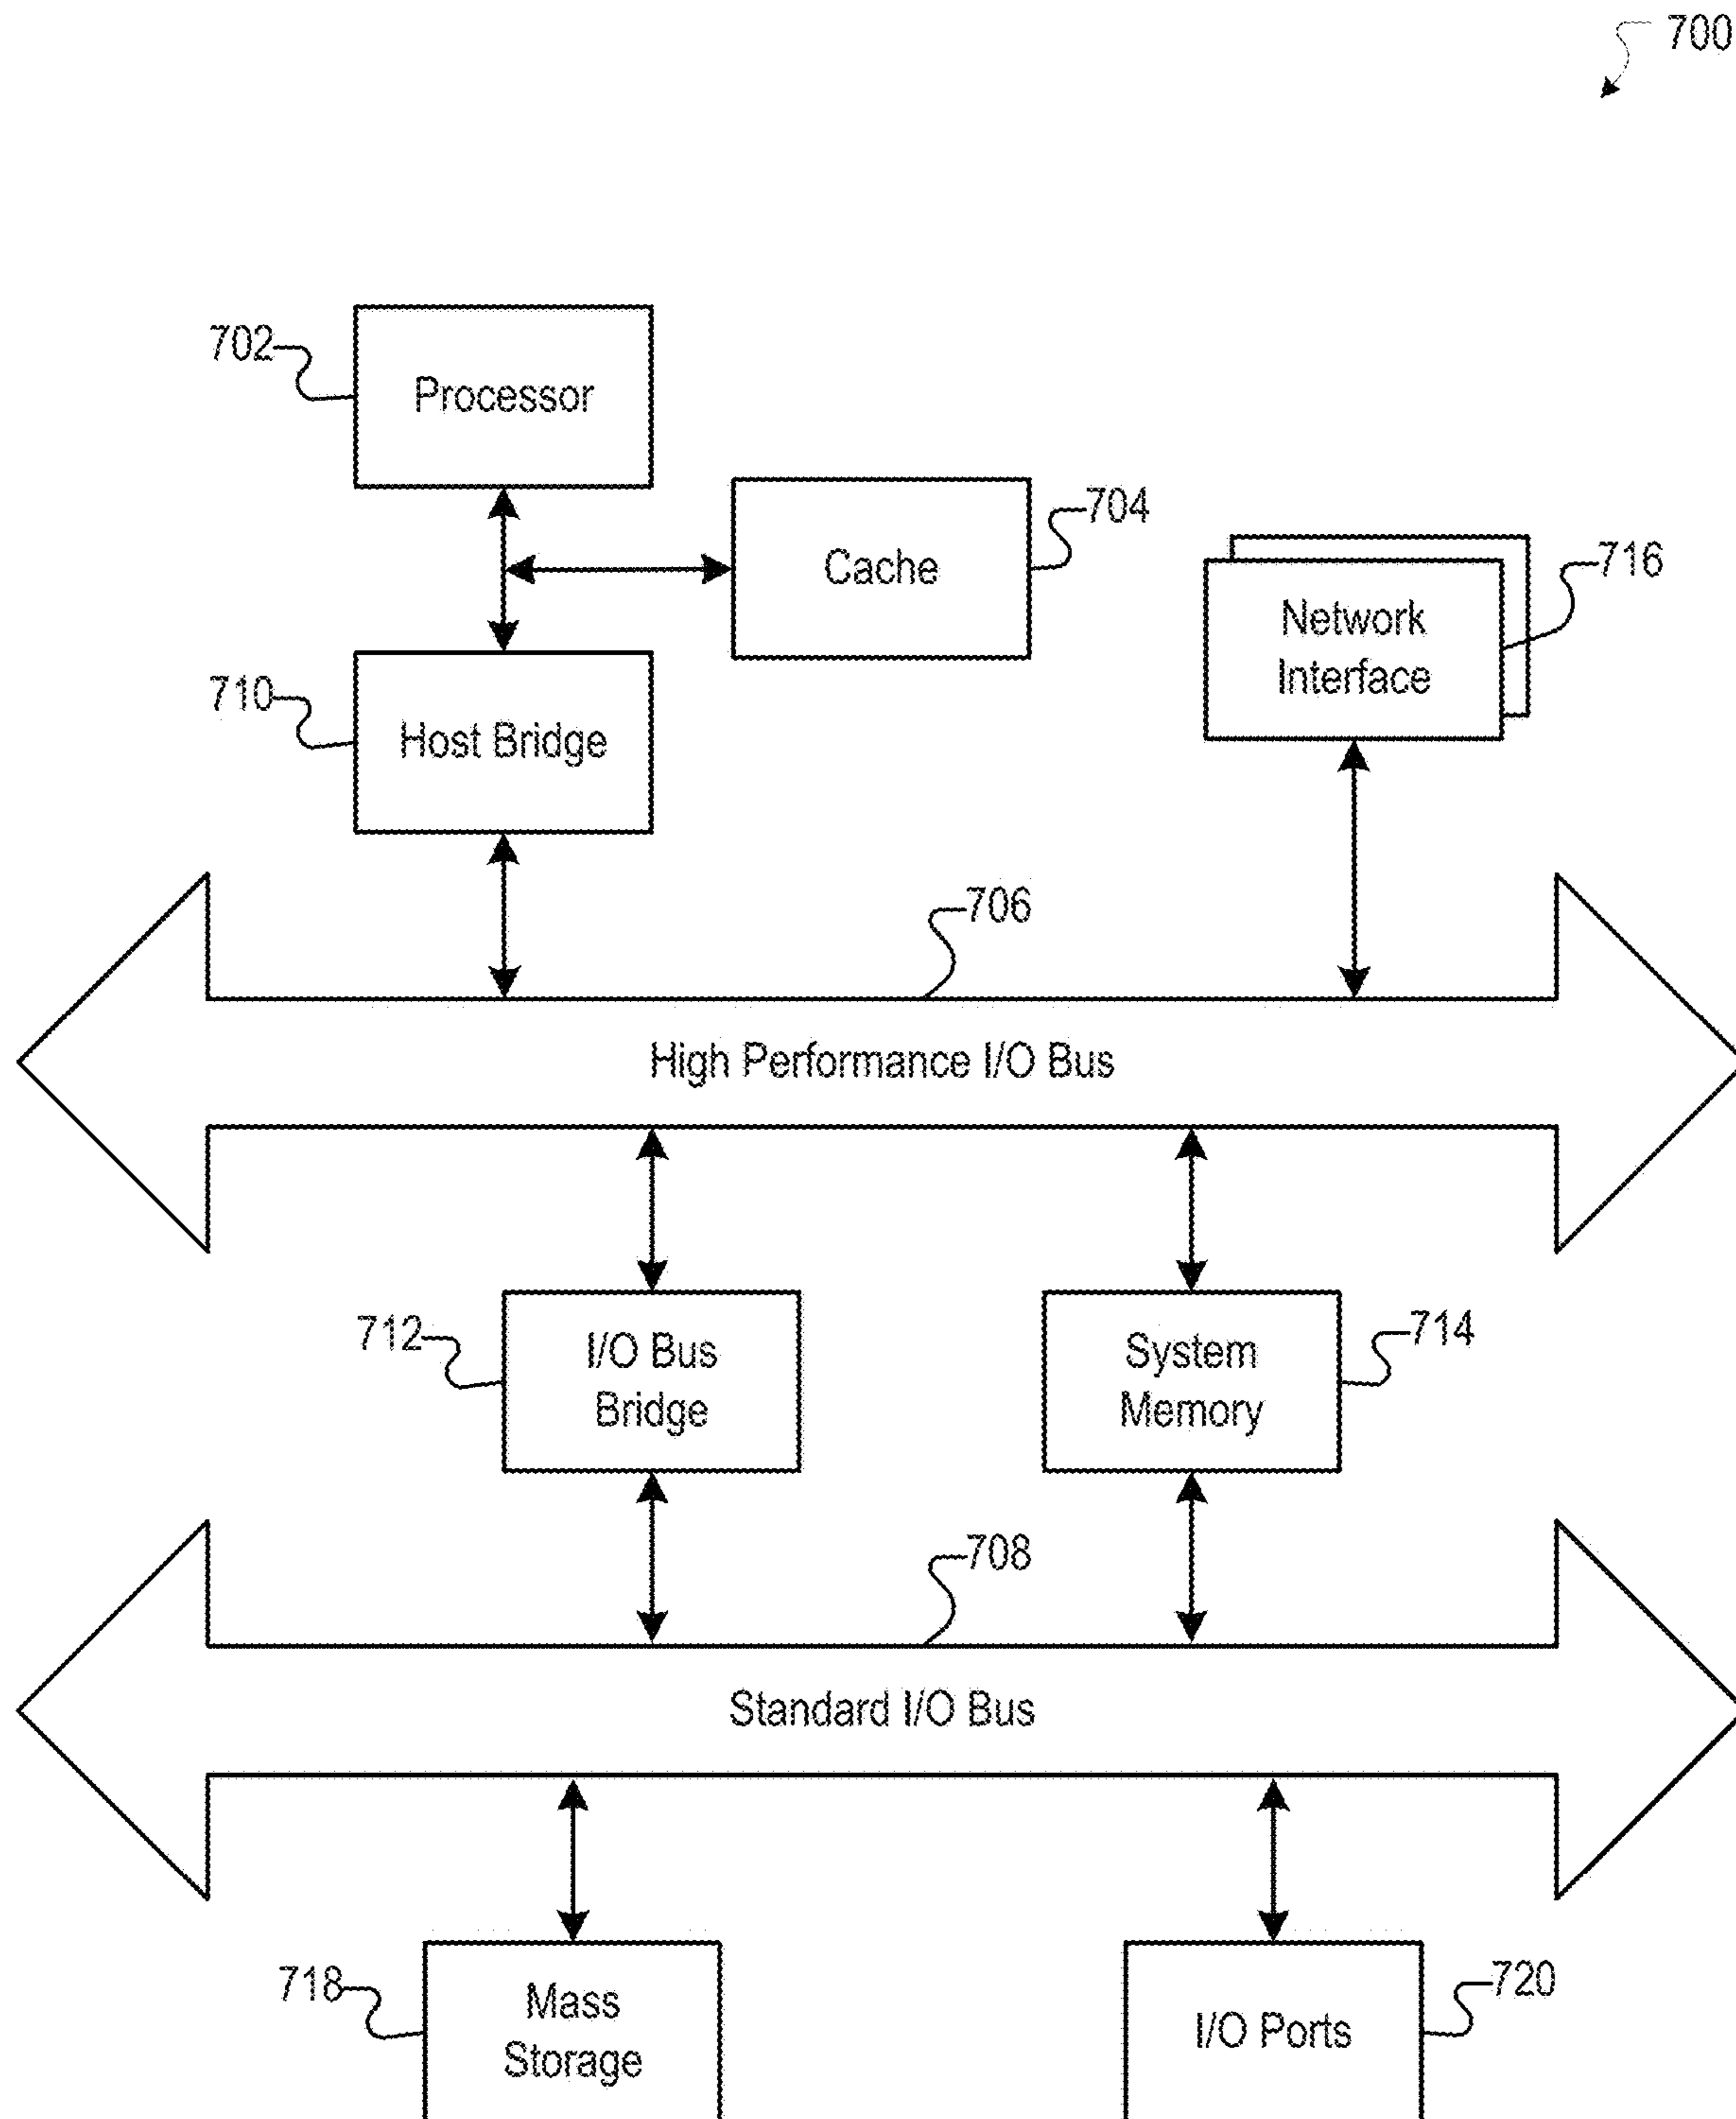 700
702
Processor
704
Cache
716
Network
Interface
710
Host Bridge
706
High Performance I/O Bus
712
I/O Bus
Bridge
System
Memory
714
708
Standard I/O Bus
718
Mass
Storage
I/O Ports
720